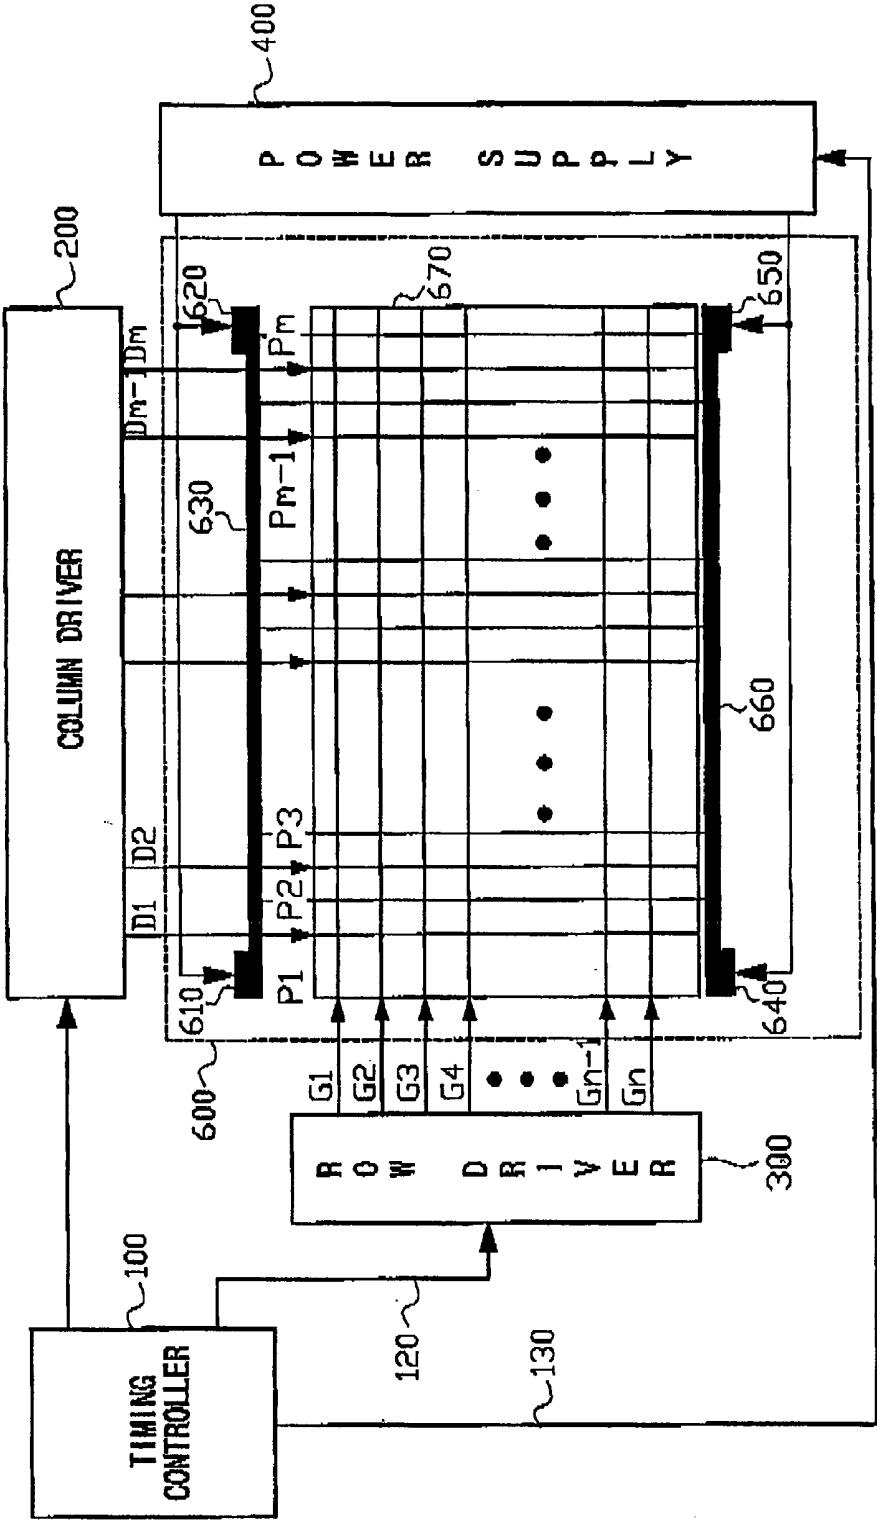 200
COLUMN DRIVER
D1
D2
Dm-1
Dm
400
POWER SUPPLY
100
TIMING
CONTROLLER
600
610
630
620
P1
P2
P3
Pm-1
Pm
670
G1
G2
G3
G4
Gn-1
Gn
ROW DRIVER
120
300
640
660
650
130